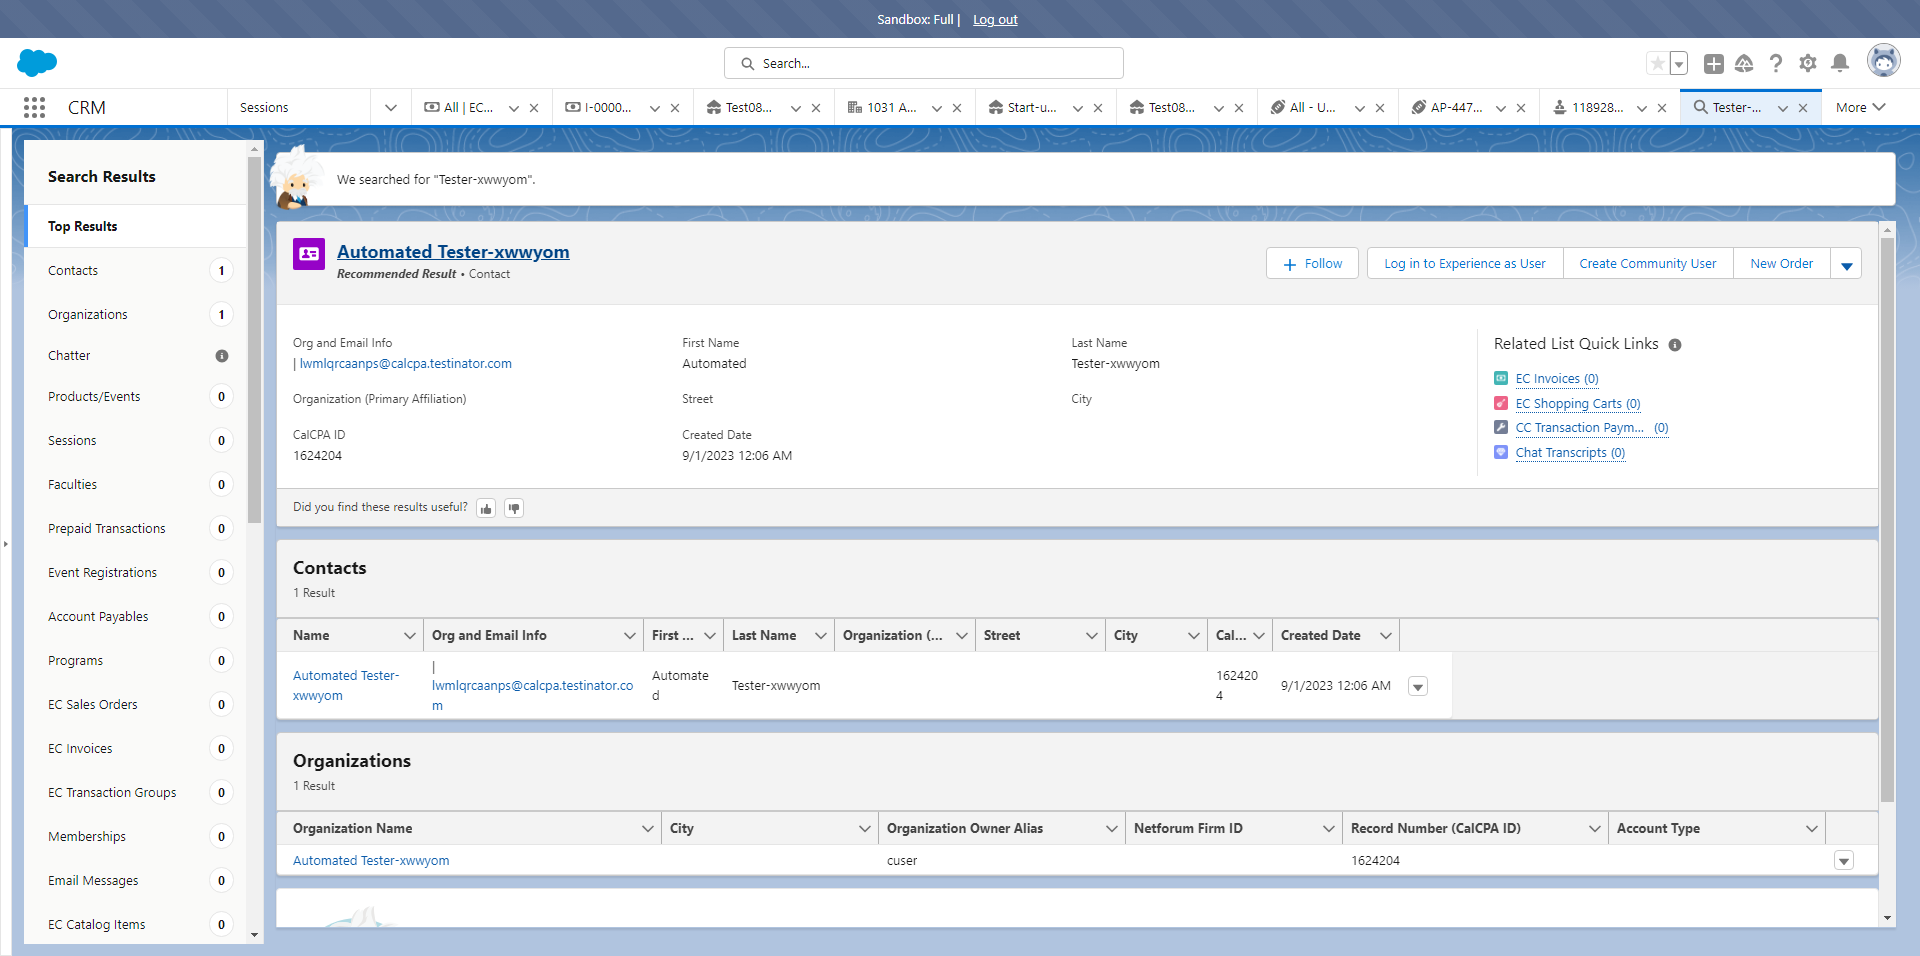 Sandbox: Full | Log out
Search...
CRM
Sessions
All | EC...
I-0000...
Test08...
1031 A...
Start-u...
Test08...
All - U...
AP-447...
118928...
Tester-...
More
Search Results
Top Results
Contacts 1
Organizations 1
Chatter
Products/Events 0
Sessions 0
Faculties 0
Prepaid Transactions 0
Event Registrations 0
Account Payables 0
Programs 0
EC Sales Orders 0
EC Invoices 0
EC Transaction Groups 0
Memberships 0
Email Messages 0
EC Catalog Items 0
We searched for "Tester-xwwyom".
Automated Tester-xwwyom
Recommended Result • Contact
Follow
Log in to Experience as User
Create Community User
New Order
Org and Email Info
| lwmlqrcaanps@calcpa.testinator.com
First Name
Automated
Last Name
Tester-xwwyom
Organization (Primary Affiliation)
Street
City
CalCPA ID
1624204
Created Date
9/1/2023 12:06 AM
Related List Quick Links
EC Invoices (0)
EC Shopping Carts (0)
CC Transaction Paym... (0)
Chat Transcripts (0)
Did you find these results useful?
Contacts
1 Result
Name Org and Email Info First ... Last Name Organization (... Street City Cal... Created Date
Automated Tester-
xwwyom
|
lwmlqrcaanps@calcpa.testinator.co
m
Automate
d
Tester-xwwyom
162420
4
9/1/2023 12:06 AM
Organizations
1 Result
Organization Name City Organization Owner Alias Netforum Firm ID Record Number (CalCPA ID) Account Type
Automated Tester-xwwyom cuser 1624204